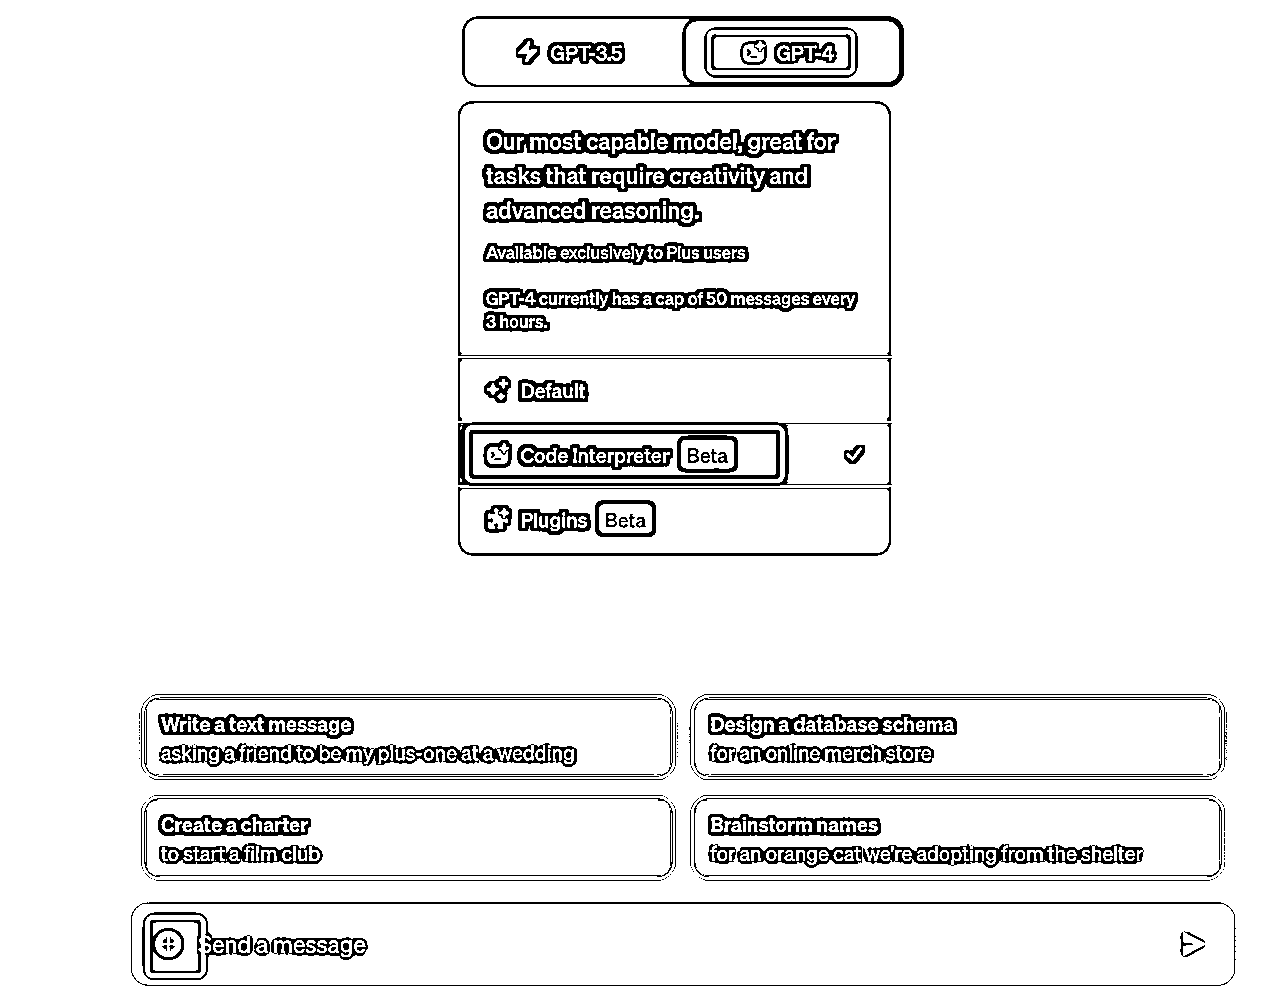 GPT-3.5
GPT-4
Our most capable model, great for
tasks that require creativity and
advanced reasoning.
Available exclusively to Plus users
GPT-4 currently has a cap of 50 messages every
3 hours.
Default
Code Interpreter Beta
Plugins Beta
Write a text message
asking a friend to be my plus-one at a wedding
Design a database schema
for an online merch store
Create a charter
to start a film club
Brainstorm names
for an orange cat we're adopting from the shelter
Send a message